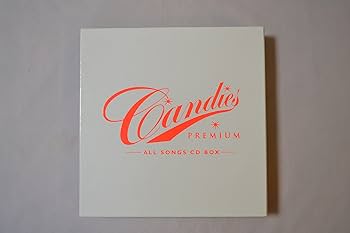 Candies
PREMIUM
ALL SONGS CD BOX